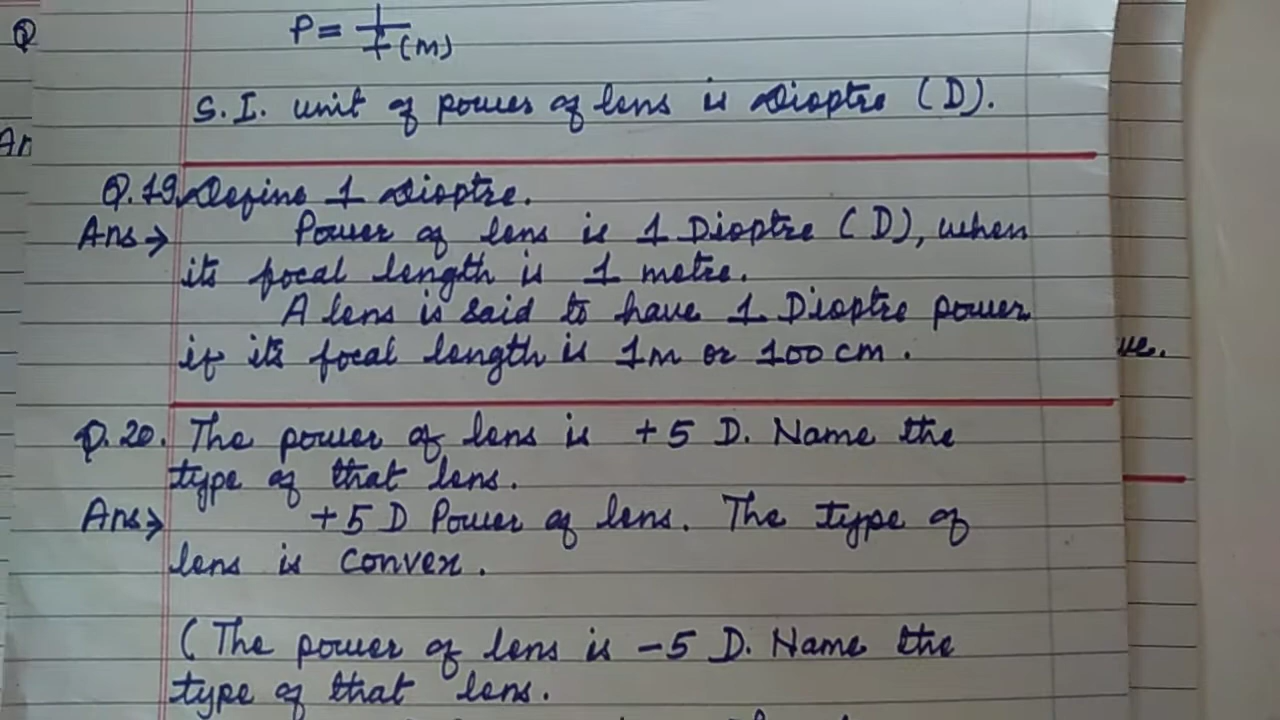 Q
P = 1/f (m)
S.I. unit of power of lens is Dioptre (D).
An
Q.19. Define 1 Dioptre.
Ans → Power of lens is 1 Dioptre (D), when
its focal length is 1 metre.
A lens is said to have 1 Dioptre power
if its focal length is 1m or 100 cm.
ve.
Q.20. The power of lens is +5 D. Name the
type of that lens.
Ans → +5 D Power of lens. The type of
lens is convex.
(The power of lens is -5 D. Name the
type of that lens.